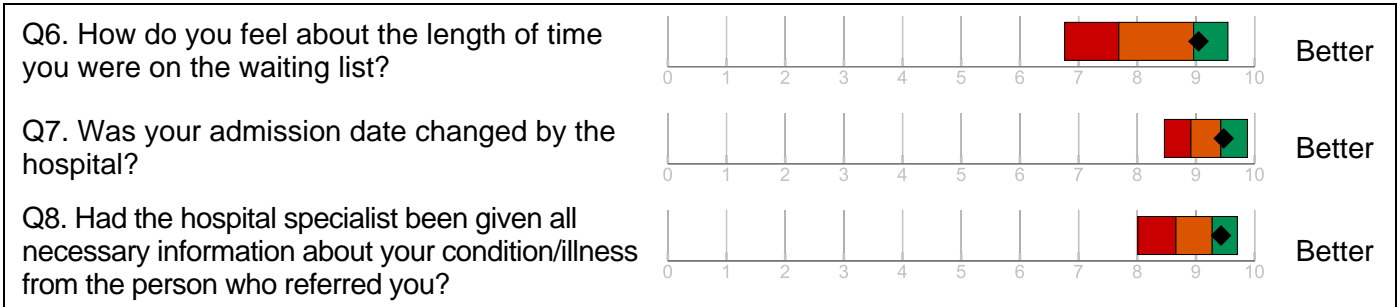 Q6. How do you feel about the length of time
you were on the waiting list?
0 1 2 3 4 5 6 7 8 9 10
Better
Q7. Was your admission date changed by the
hospital?
0 1 2 3 4 5 6 7 8 9 10
Better
Q8. Had the hospital specialist been given all
necessary information about your condition/illness
from the person who referred you?
0 1 2 3 4 5 6 7 8 9 10
Better